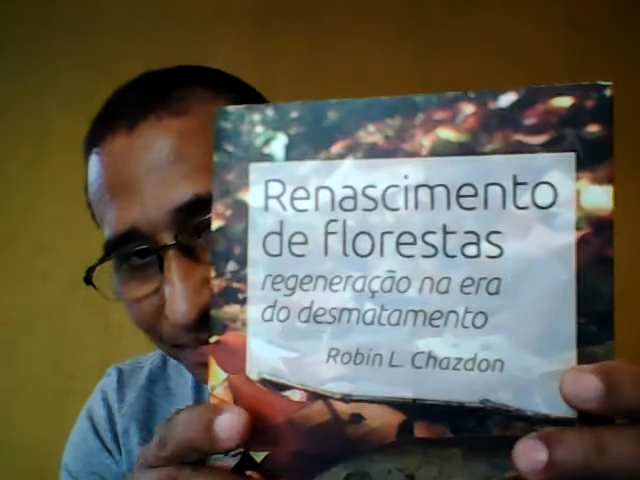 Renascimento
de florestas
regeneração na era
do desmatamento
Robin L. Chazdon